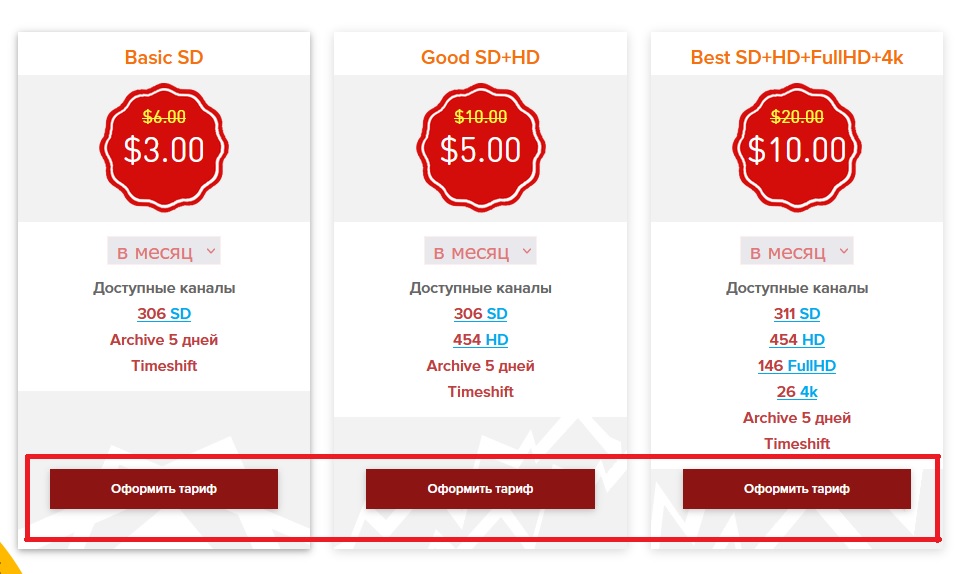 Basic SD
$6.00
$3.00
в месяц
Доступные каналы
306 SD
Archive 5 дней
Timeshift
Оформить тариф
Good SD+HD
$10.00
$5.00
в месяц
Доступные каналы
306 SD
454 HD
Archive 5 дней
Timeshift
Оформить тариф
Best SD+HD+FullHD+4k
$20.00
$10.00
в месяц
Доступные каналы
311 SD
454 HD
146 FullHD
26 4k
Archive 5 дней
Timeshift
Оформить тариф